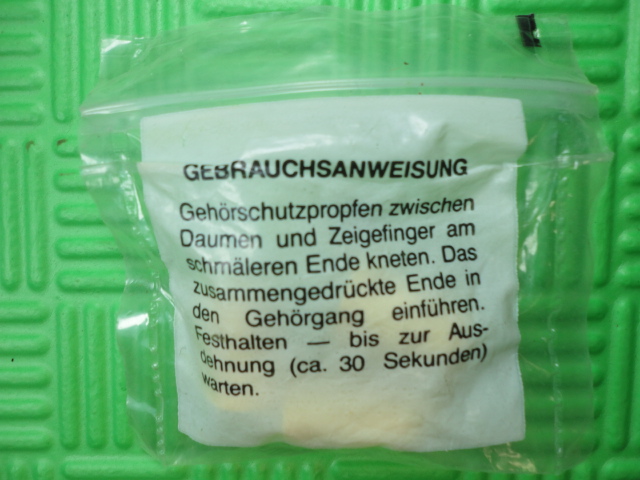 GEBRAUCHSANWEISUNG
Gehörschutzpropfen zwischen
Daumen und Zeigefinger am
schmäleren Ende kneten. Das
zusammengedrückte Ende in
den Gehörgang einführen.
Festhalten — bis zur Aus-
dehnung (ca. 30 Sekunden)
warten.